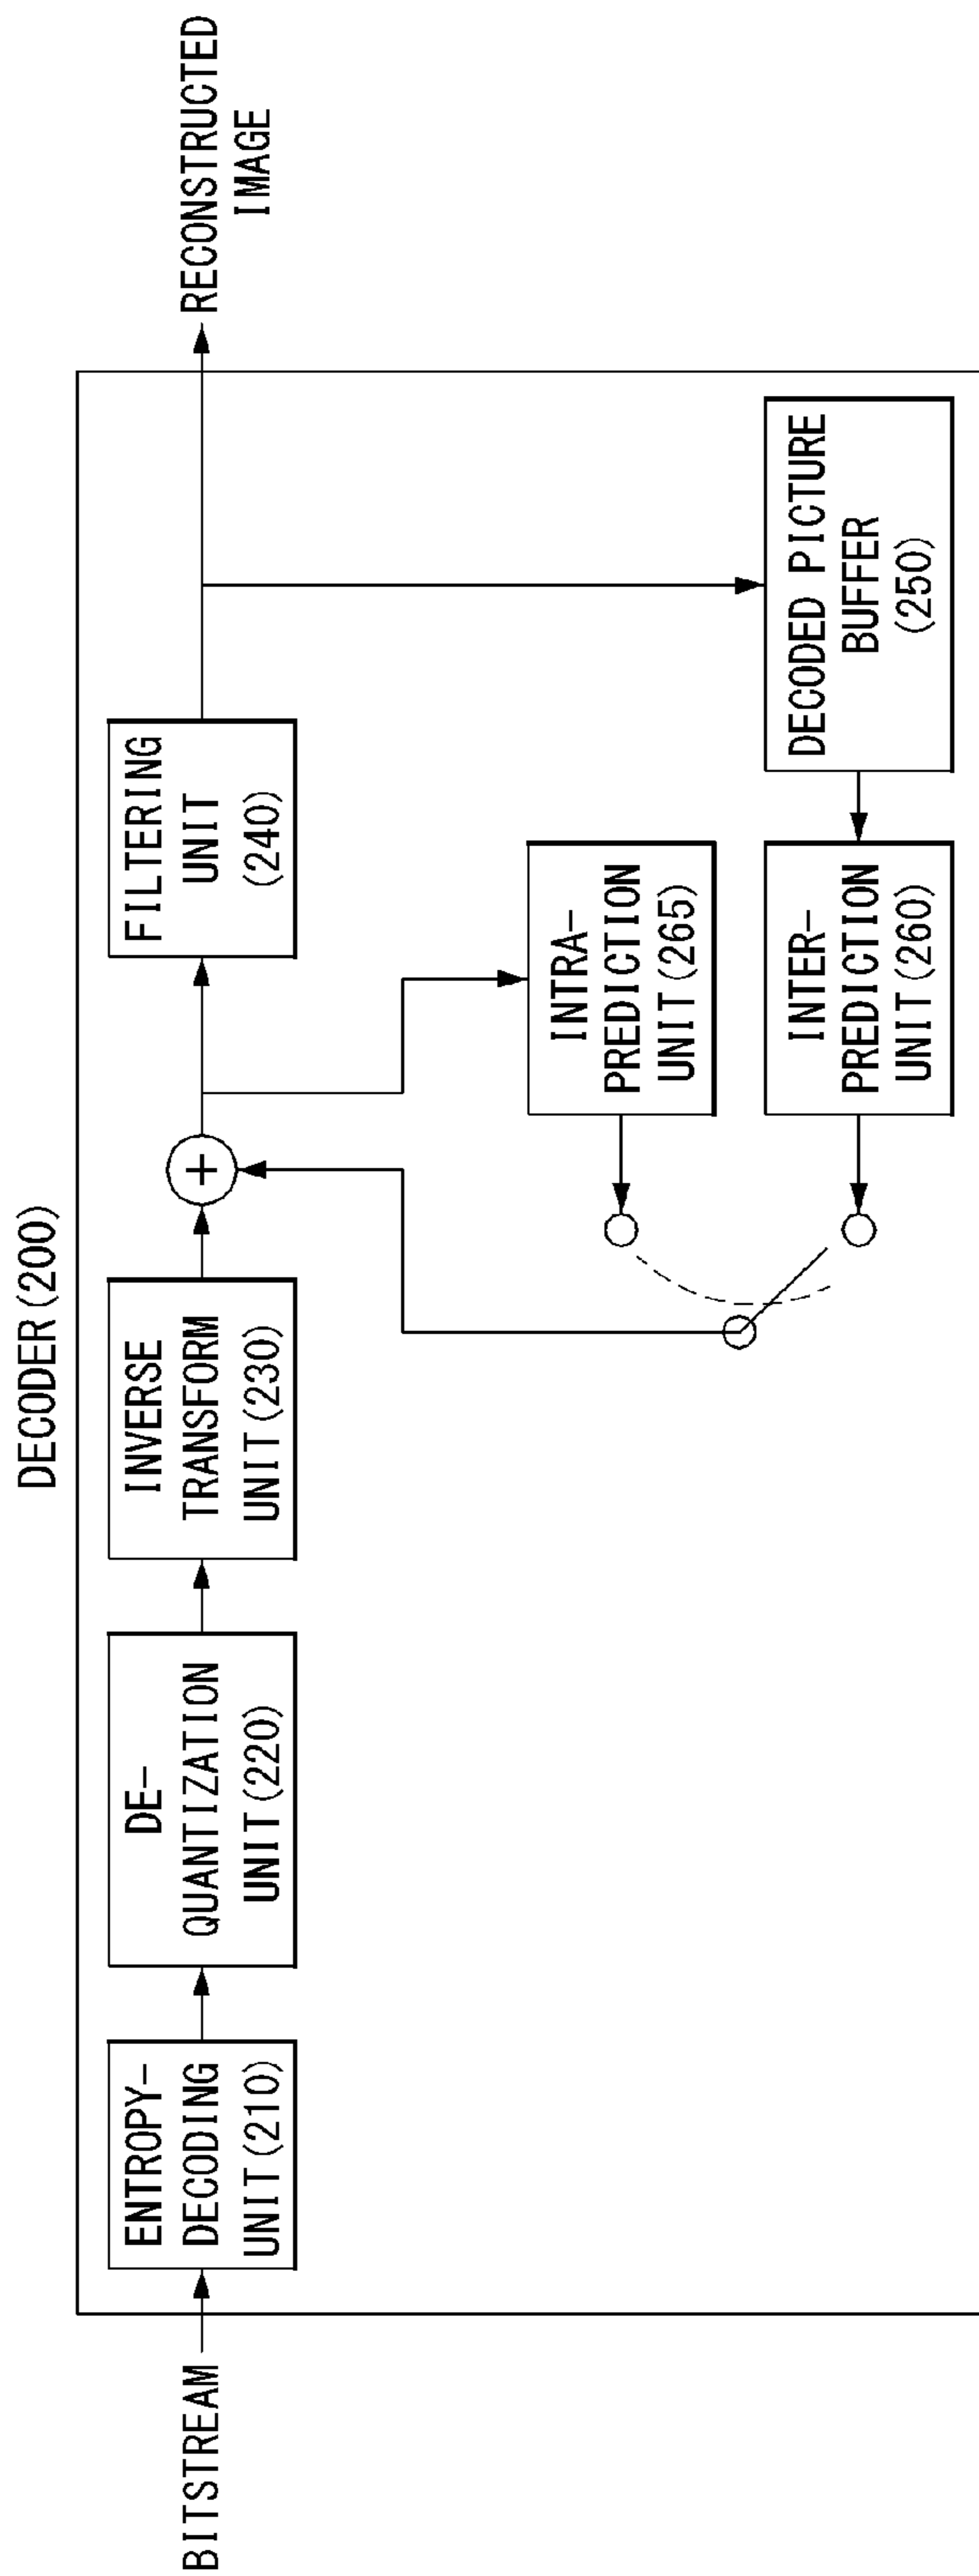 DECODER(200)
BITSTREAM
ENTROPY-
DECODING
UNIT(210)
DE-
QUANTIZATION
UNIT(220)
INVERSE
TRANSFORM
UNIT(230)
+
FILTERING
UNIT
(240)
RECONSTRUCTED
IMAGE
INTRA-
PREDICTION
UNIT(265)
INTER-
PREDICTION
UNIT(260)
DECODED PICTURE
BUFFER
(250)